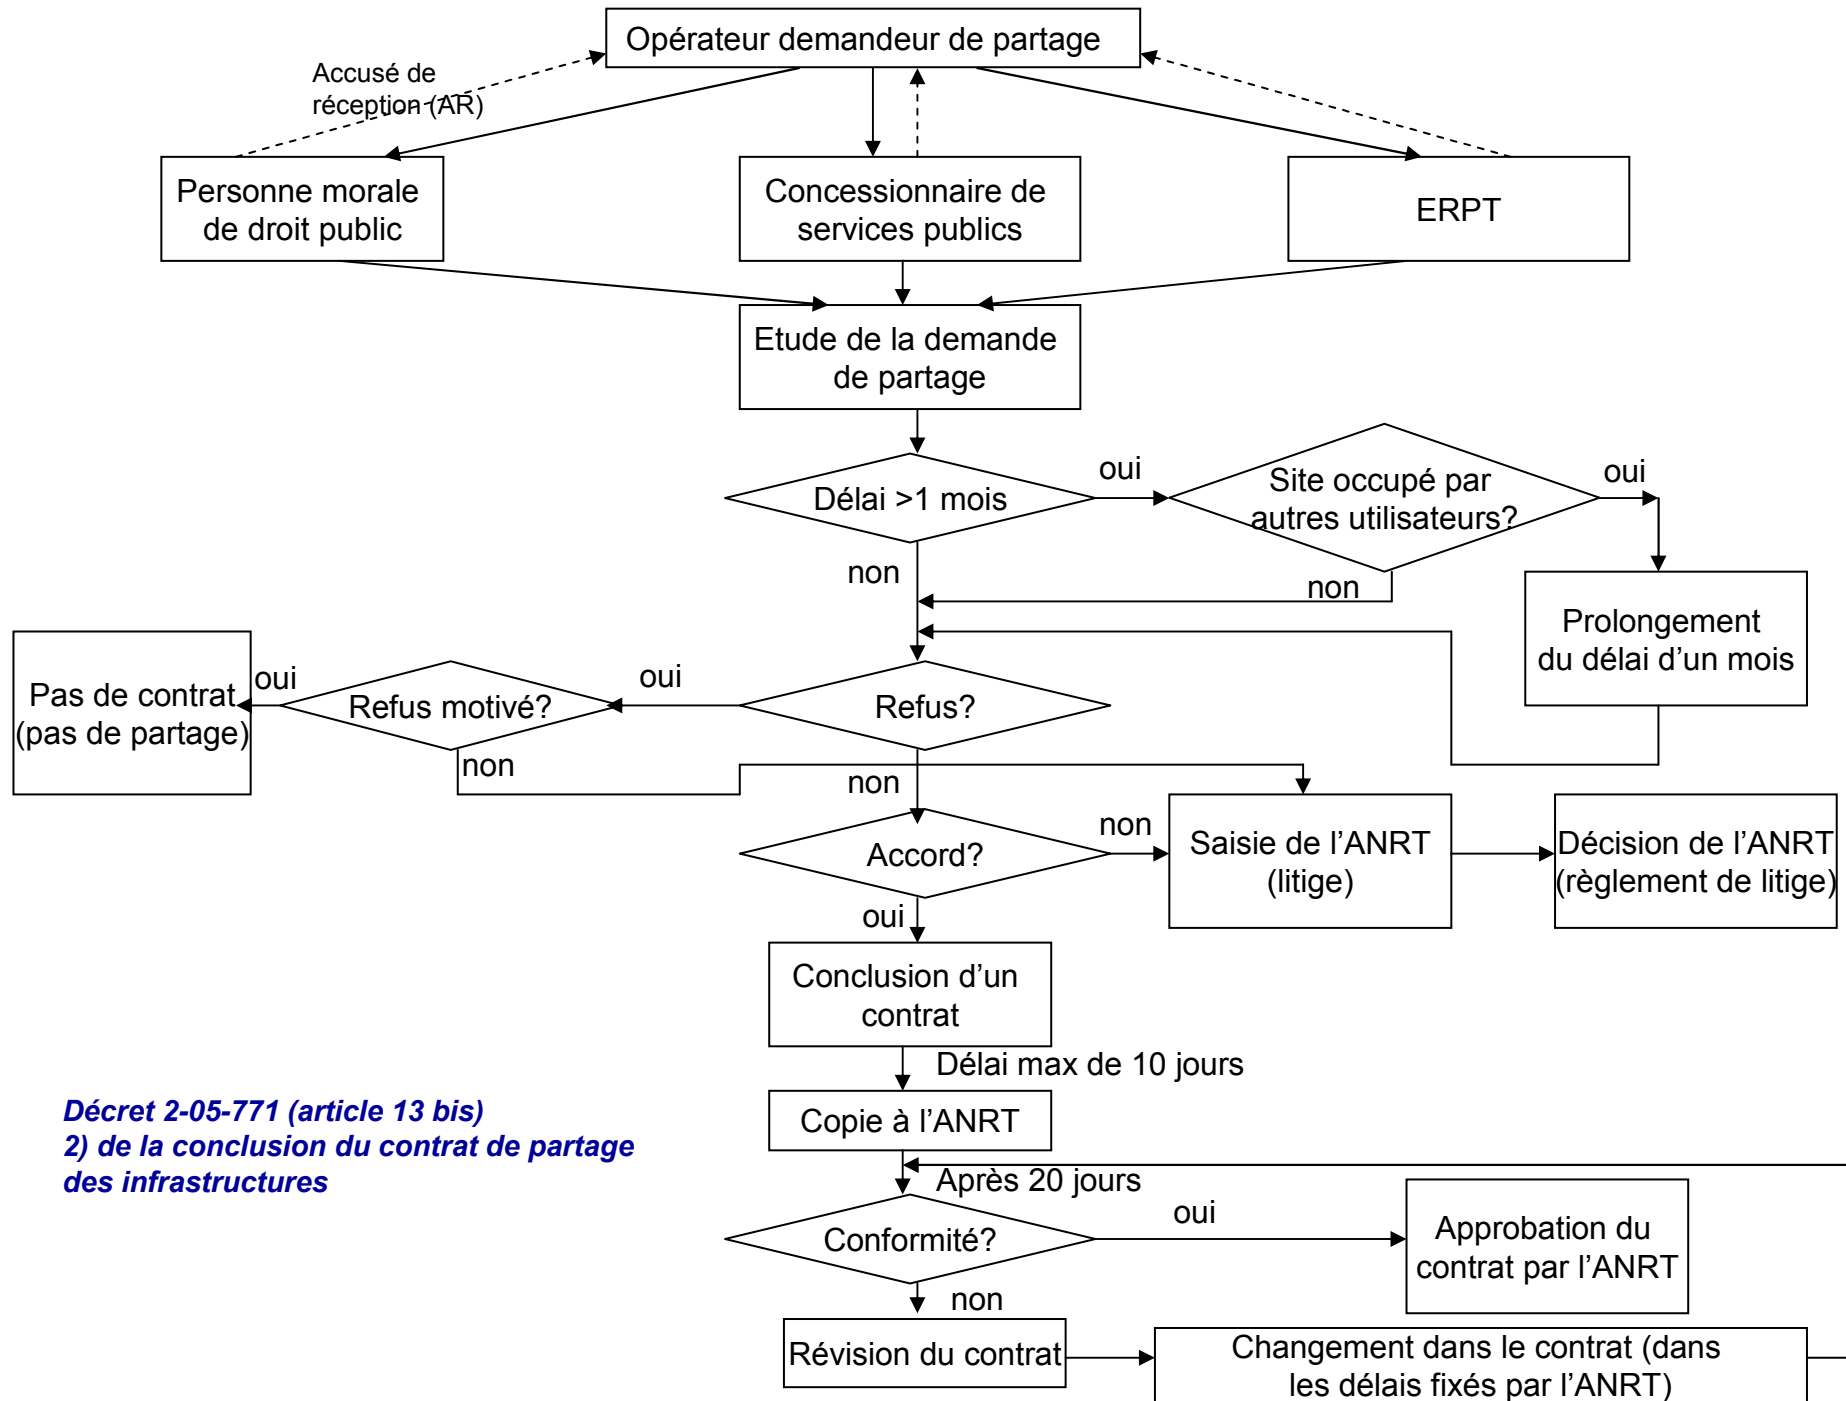 Opérateur demandeur de partage
Accusé de
réception (AR)
Personne morale
de droit public
Concessionnaire de
services publics
ERPT
Etude de la demande
de partage
Délai >1 mois
oui
Site occupé par
autres utilisateurs?
oui
non
non
Prolongement
du délai d’un mois
Pas de contrat
(pas de partage)
oui
Refus motivé?
oui
Refus?
non
non
Accord?
non
Saisie de l’ANRT
(litige)
Décision de l’ANRT
(règlement de litige)
oui
Conclusion d’un
contrat
Délai max de 10 jours
Copie à l’ANRT
Décret 2-05-771 (article 13 bis)
2) de la conclusion du contrat de partage
des infrastructures
Après 20 jours
Conformité?
oui
Approbation du
contrat par l’ANRT
non
Révision du contrat
Changement dans le contrat (dans
les délais fixés par l’ANRT)